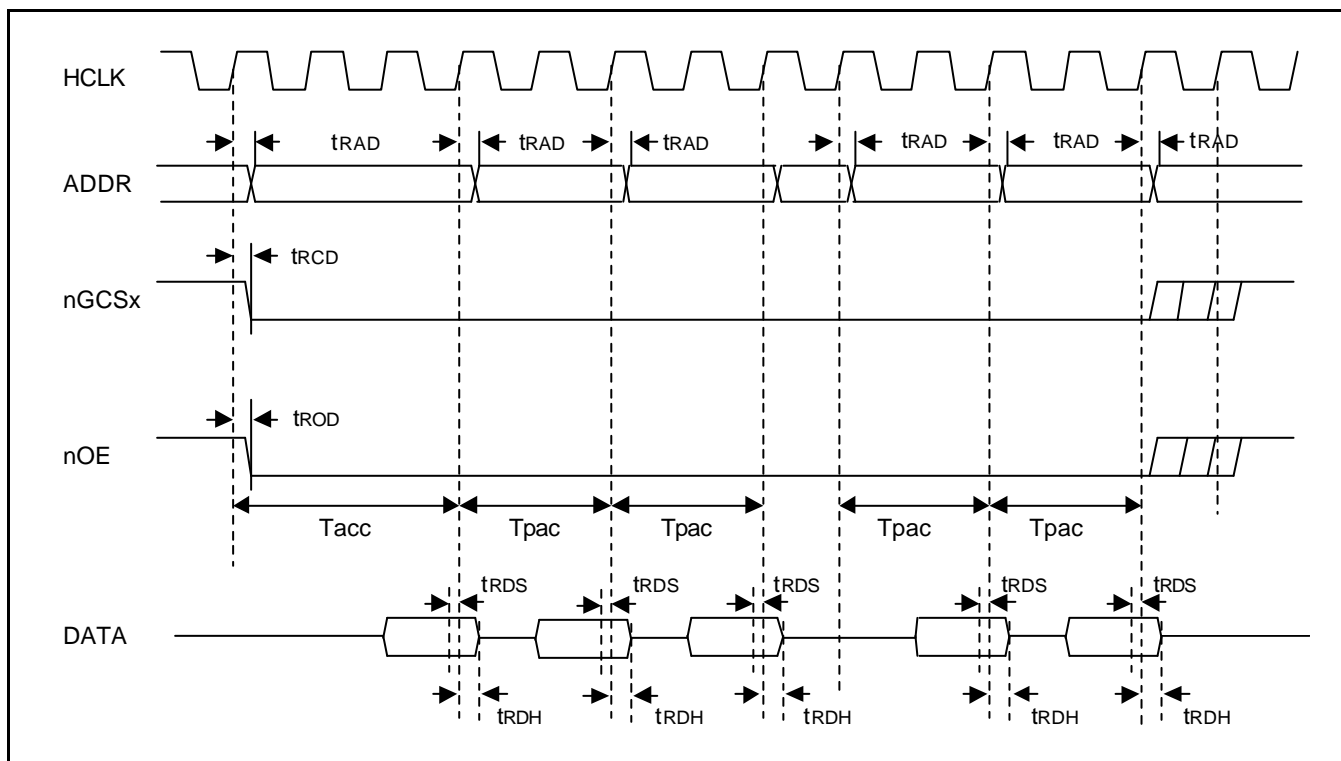 HCLK
tRAD tRAD tRAD tRAD tRAD tRAD
ADDR
tRCD
nGCSx
tROD
nOE
Tacc Tpac Tpac Tpac Tpac
tRDS tRDS tRDS tRDS tRDS
DATA
tRDH tRDH tRDH tRDH tRDH